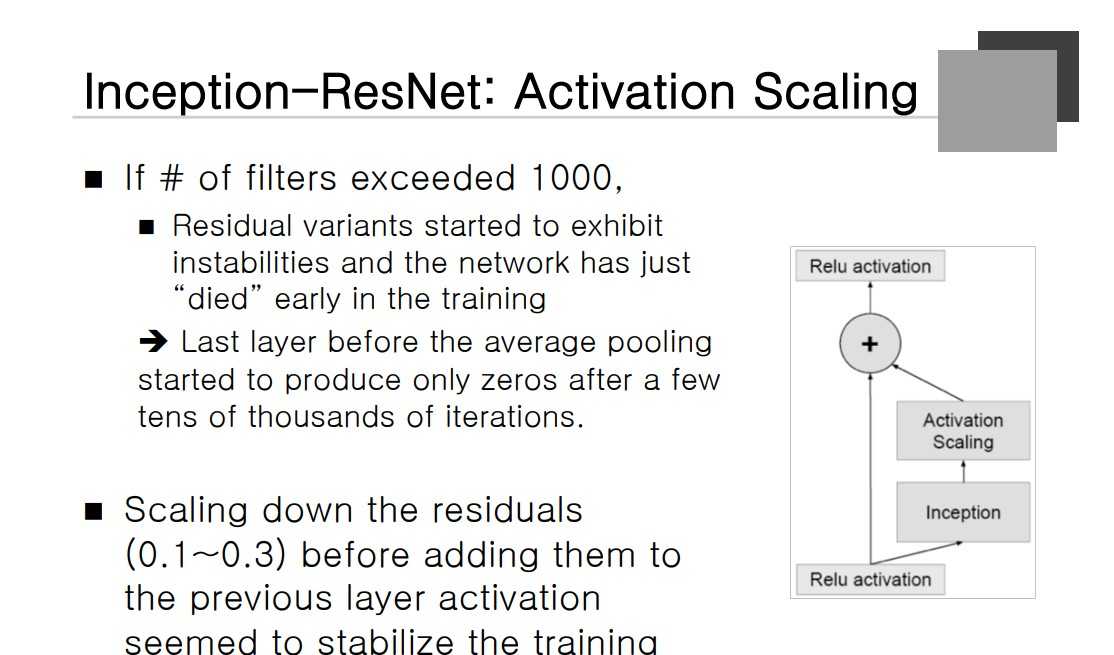 Inception-ResNet: Activation Scaling
■ If # of filters exceeded 1000,
■ Residual variants started to exhibit
instabilities and the network has just
“died” early in the training
➔ Last layer before the average pooling
started to produce only zeros after a few
tens of thousands of iterations.
■ Scaling down the residuals
(0.1~0.3) before adding them to
the previous layer activation
seemed to stabilize the training
Relu activation
+
Activation
Scaling
Inception
Relu activation